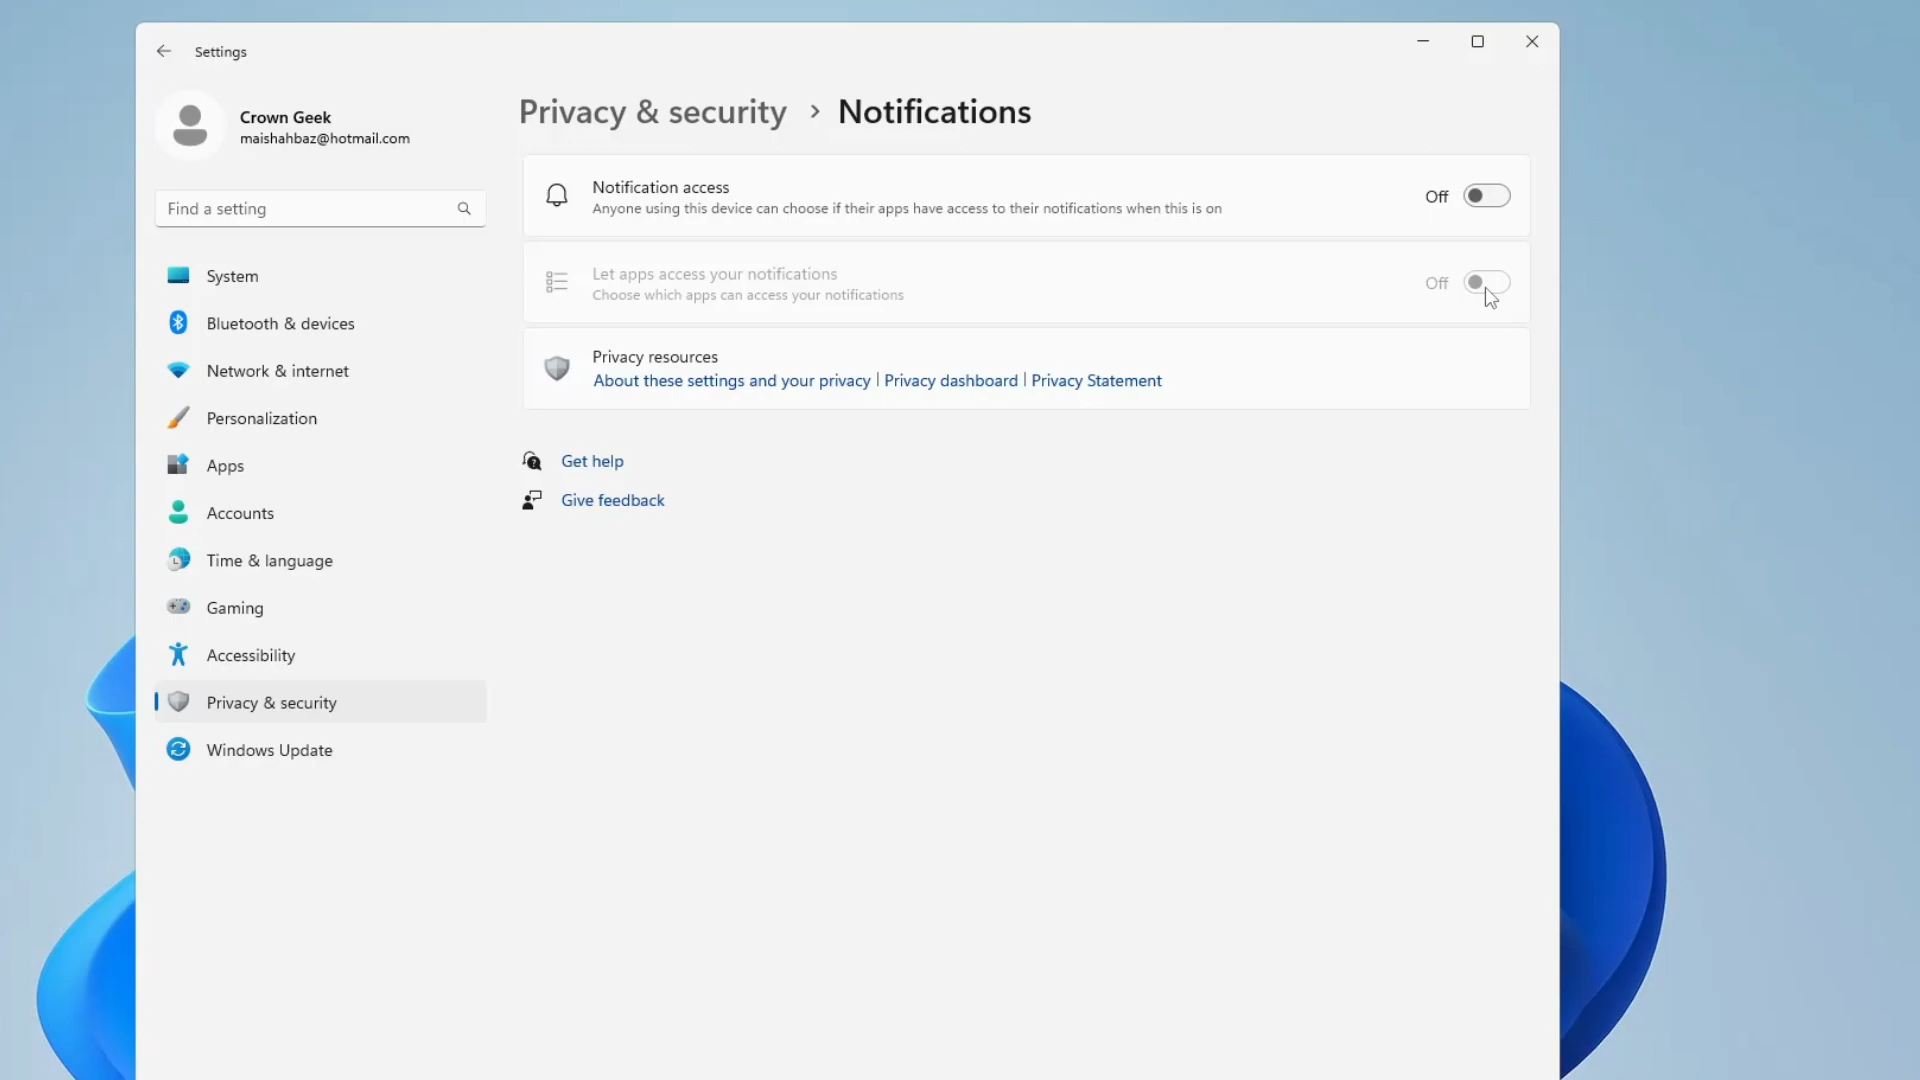 Settings
Crown Geek
maishahbaz@hotmail.com
Find a setting
System
Bluetooth & devices
Network & internet
Personalization
Apps
Accounts
Time & language
Gaming
Accessibility
Privacy & security
Windows Update
Privacy & security > Notifications
Notification access
Anyone using this device can choose if their apps have access to their notifications when this is on
Off
Let apps access your notifications
Choose which apps can access your notifications
Off
Privacy resources
About these settings and your privacy | Privacy dashboard | Privacy Statement
Get help
Give feedback